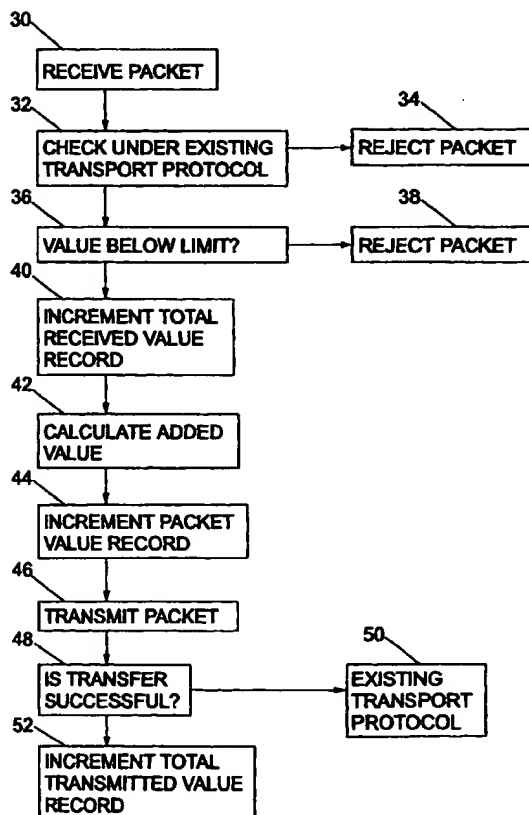 30
RECEIVE PACKET
32
34
CHECK UNDER EXISTING
TRANSPORT PROTOCOL
REJECT PACKET
36
38
VALUE BELOW LIMIT?
REJECT PACKET
40
INCREMENT TOTAL
RECEIVED VALUE
RECORD
42
CALCULATE ADDED
VALUE
44
INCREMENT PACKET
VALUE RECORD
46
TRANSMIT PACKET
48
50
IS TRANSFER
SUCCESSFUL?
EXISTING
TRANSPORT
PROTOCOL
52
INCREMENT TOTAL
TRANSMITTED VALUE
RECORD